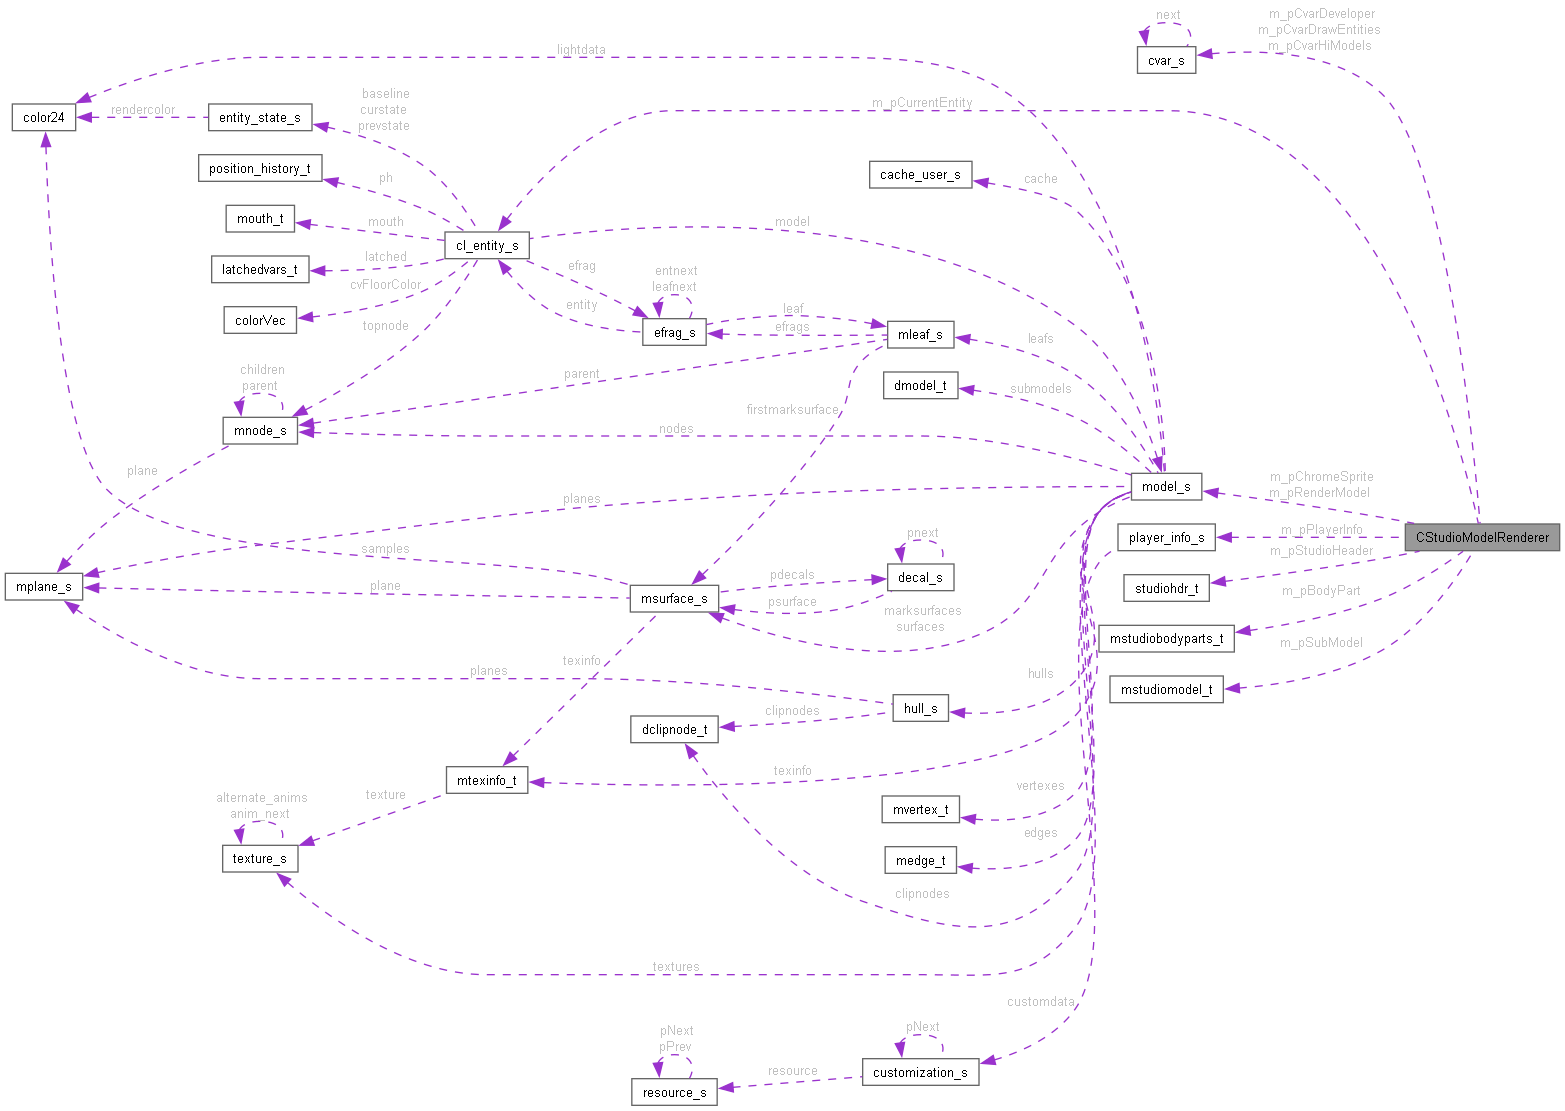 next
m_pCvarDeveloper
m_pCvarDrawEntities
m_pCvarHiModels
lightdata
cvar_s
baseline
curstate
prevstate
m_pCurrentEntity
rendercolor
color24
entity_state_s
position_history_t
ph
cache_user_s
cache
mouth_t
mouth
model
cl_entity_s
latchedvars_t
latched
efrag
entnext
leafnext
cvFloorColor
colorVec
entity
topnode
efrag_s
leaf
efrags
mleaf_s
leafs
children
parent
parent
dmodel_t
submodels
firstmarksurface
mnode_s
nodes
plane
planes
model_s
m_pChromeSprite
m_pRenderModel
samples
pnext
player_info_s
m_pPlayerInfo
CStudioModelRenderer
m_pStudioHeader
mplane_s
plane
msurface_s
pdecals
psurface
decal_s
studiohdr_t
m_pBodyPart
marksurfaces
surfaces
mstudiobodyparts_t
m_pSubModel
texinfo
planes
hulls
mstudiomodel_t
hull_s
clipnodes
dclipnode_t
texinfo
mtexinfo_t
vertexes
texture
alternate_anims
anim_next
mvertex_t
edges
texture_s
medge_t
clipnodes
textures
customdata
pNext
pPrev
pNext
resource
customization_s
resource_s